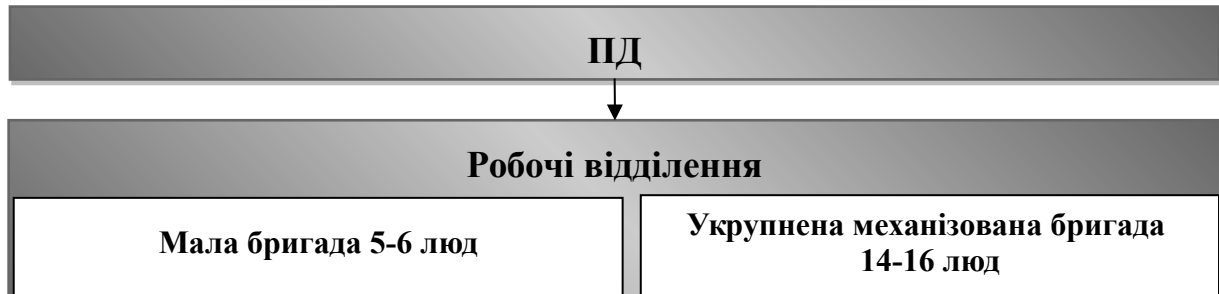 ПД
Робочі відділення
Мала бригада 5-6 люд
Укрупнена механізована бригада
14-16 люд